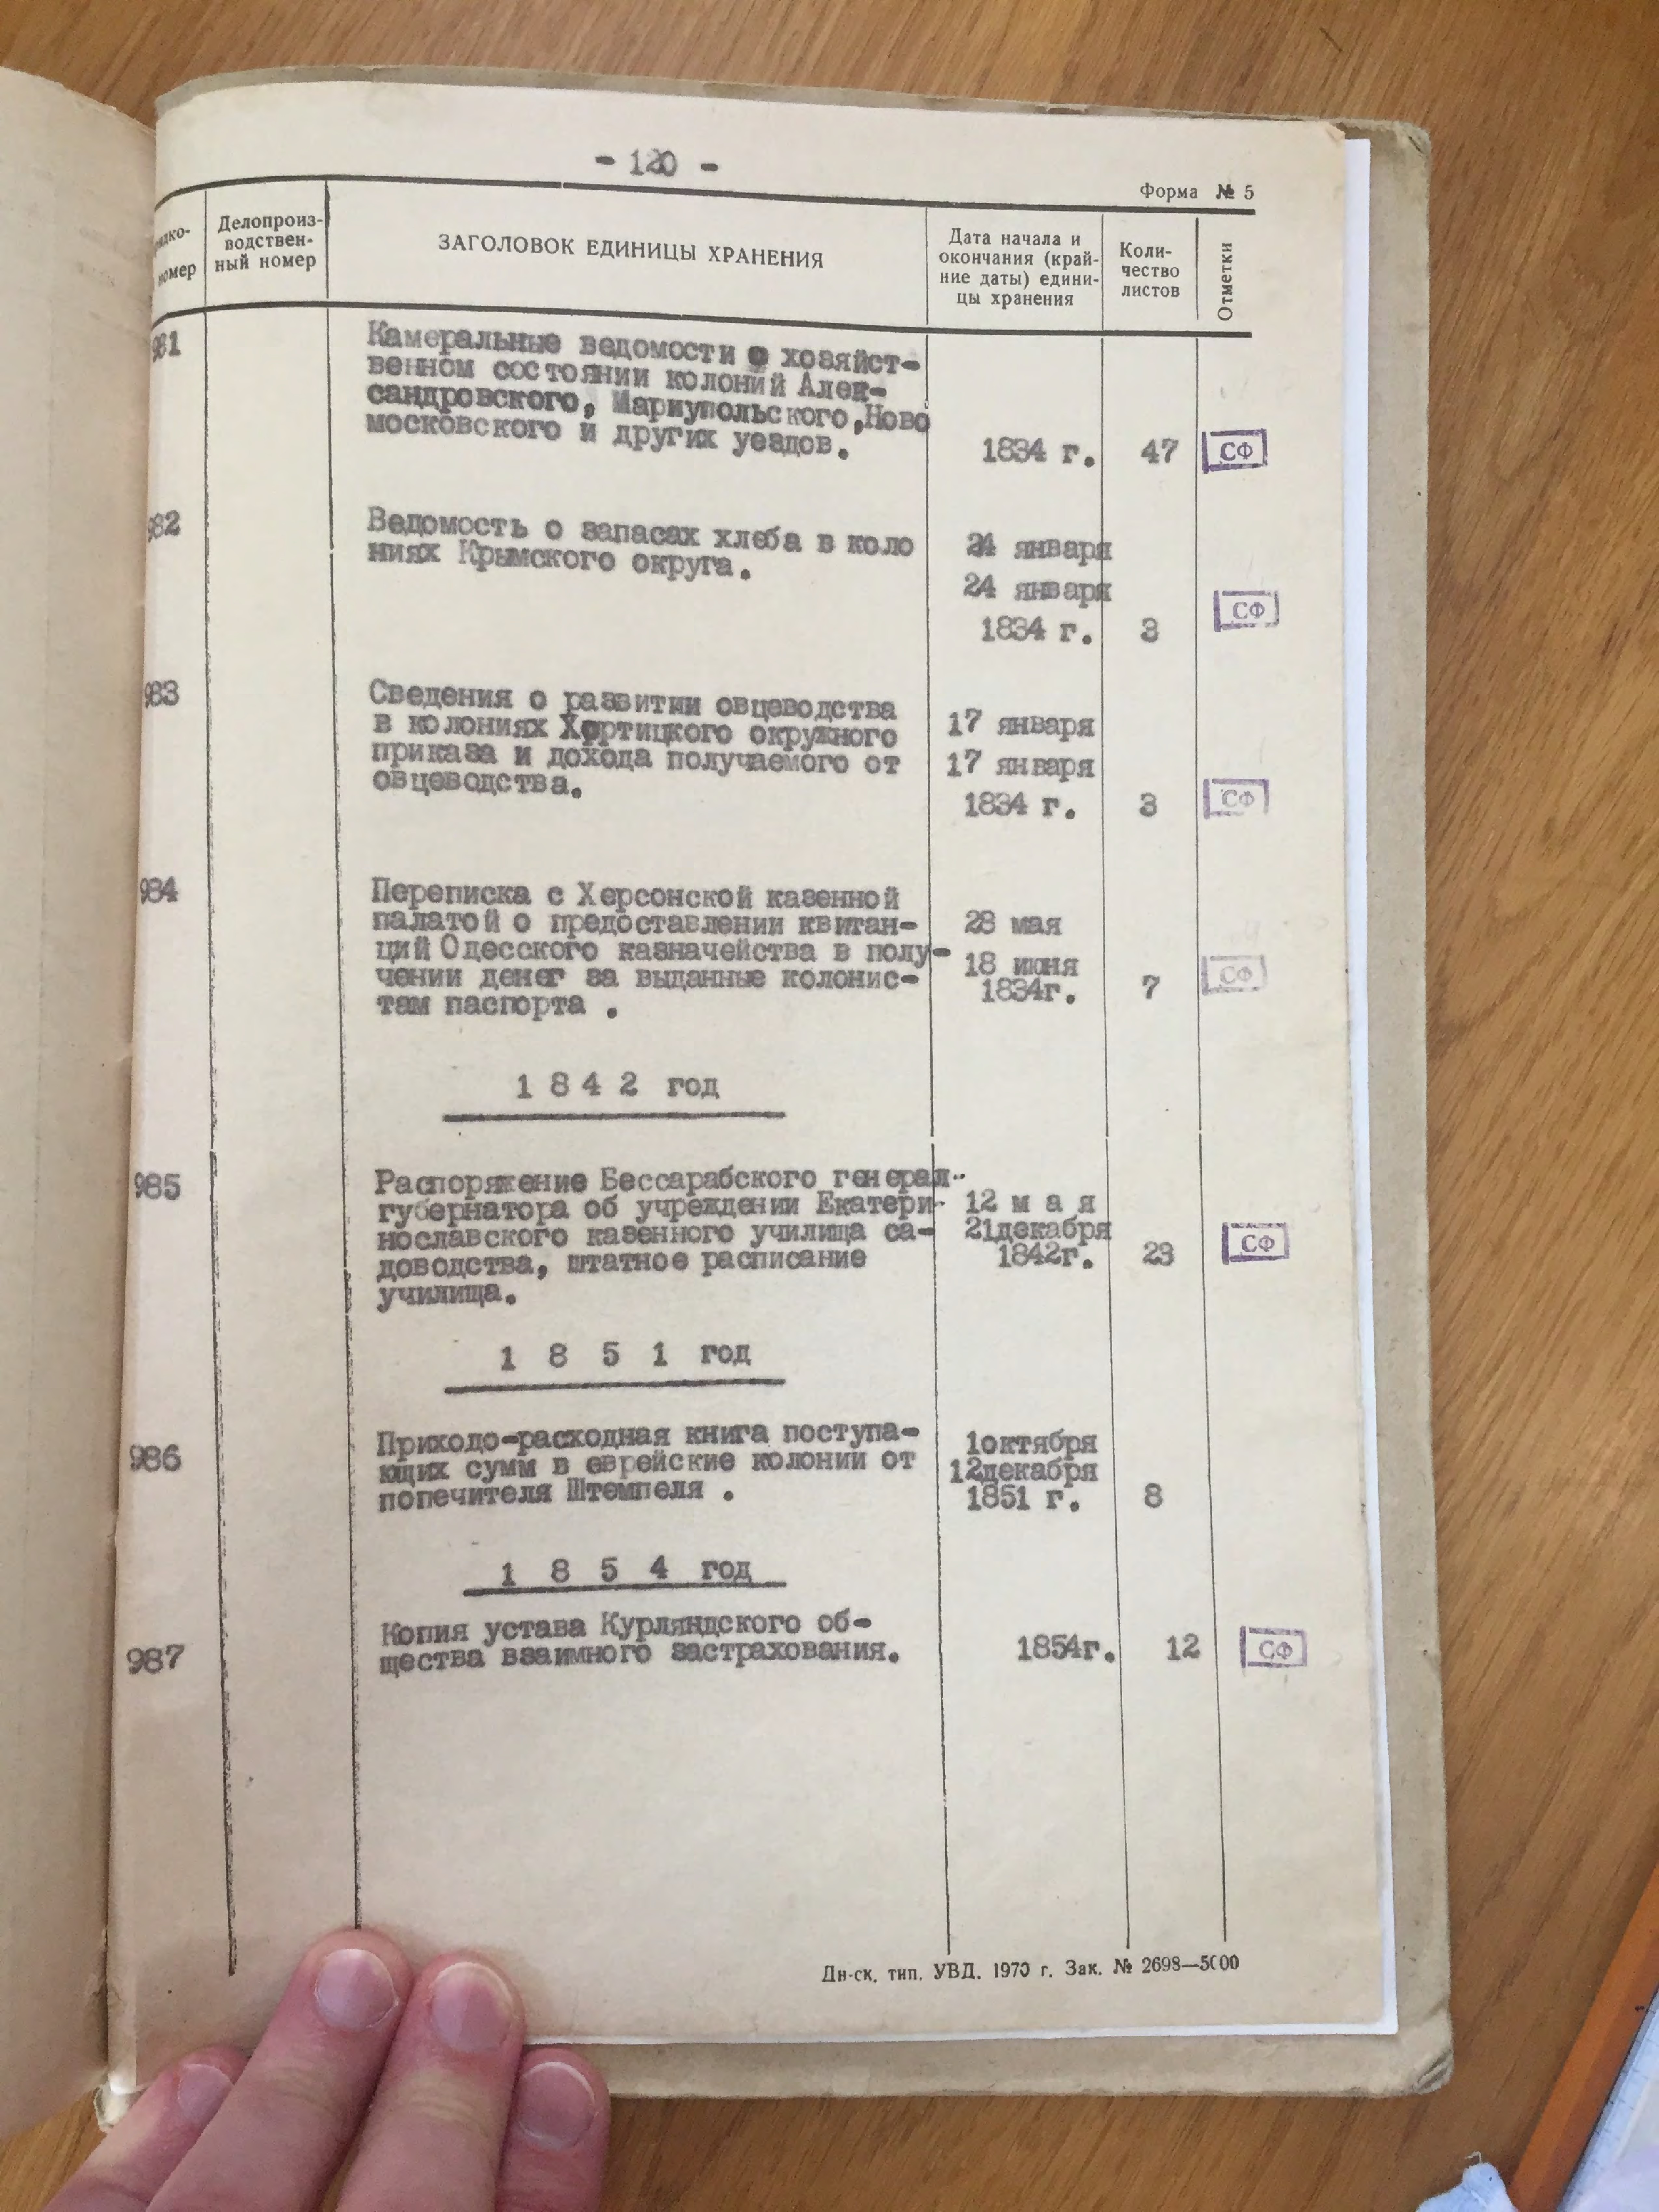 - 120 -
Форма № 5
номер
Делопроиз-
водствен-
ный номер
ЗАГОЛОВОК ЕДИНИЦЫ ХРАНЕНИЯ
Дата начала и
окончания (край-
ние даты) едини-
цы хранения
Коли-
чество
листов
Отметки
981
Камеральные ведомости о хозяйст-
венном состоянии колоний Алек-
сандровского, Мариупольского,Ново
московского и других уездов.
1834 г.
47
СФ
982
Ведомость о запасах хлеба в коло
ниях Крымского округа.
24 января
24 января
1834 г.
3
СФ
983
Сведения о развитии овцеводства
в колониях Хортицкого окружного
приказа и дохода получаемого от
овцеводства.
17 января
17 января
1834 г.
3
СФ
984
Переписка с Херсонской казенной
палатой о предоставлении квитан-
ций Одесского казначейства в полу-
чении денег за выданные колонис-
там паспорта .
28 мая
18 июня
1834г.
7
СФ
1 8 4 2 год
985
Распоряжение Бессарабского генерал-
губернатора об учреждении Екатери-
нославского казенного училища са-
доводства, штатное расписание
училища.
12 м а я
21декабря
1842г.
23
СФ
1 8 5 1 год
986
Приходо-расходная книга поступа-
ющих сумм в еврейские колонии от
попечителя Штемпеля .
1октября
12декабря
1851 г.
8
1 8 5 4 год
987
Копия устава Курляндского об-
щества взаимного застрахования.
1854г.
12
СФ
Дн-ск. тип. УВД. 1970 г. Зак. № 2698—5000